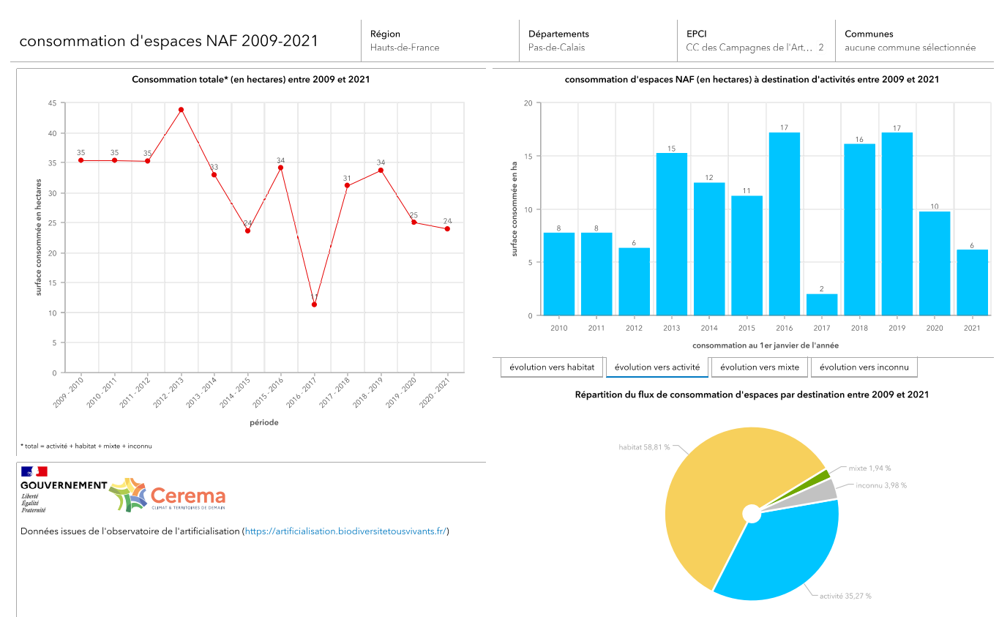 consommation d'espaces NAF 2009-2021
Région
Hauts-de-France
Départements
Pas-de-Calais
EPCI
CC des Campagnes de l'Art... 2
Communes
aucune commune sélectionnée
Consommation totale* (en hectares) entre 2009 et 2021
surface consommée en hectares
45
40
35
30
25
20
15
10
5
0
35
35
35
33
24
34
11
31
34
25
24
2009 - 2010
2010 - 2011
2011 - 2012
2012 - 2013
2013 - 2014
2014 - 2015
2015 - 2016
2016 - 2017
2017 - 2018
2018 - 2019
2019 - 2020
2020 - 2021
période
* total = activité + habitat + mixte + inconnu
GOUVERNEMENT
Liberté
Égalité
Fraternité
Cerema
CLIMAT & TERRITOIRES DE DEMAIN
Données issues de l'observatoire de l'artificialisation (https://artificialisation.biodiversitetousvivants.fr/)
consommation d'espaces NAF (en hectares) à destination d'activités entre 2009 et 2021
surface consommée en ha
20
15
10
5
0
8
8
6
15
12
11
17
2
16
17
10
6
2010
2011
2012
2013
2014
2015
2016
2017
2018
2019
2020
2021
consommation au 1er janvier de l'année
évolution vers habitat
évolution vers activité
évolution vers mixte
évolution vers inconnu
Répartition du flux de consommation d'espaces par destination entre 2009 et 2021
habitat 58,81 %
mixte 1,94 %
inconnu 3,98 %
activité 35,27 %